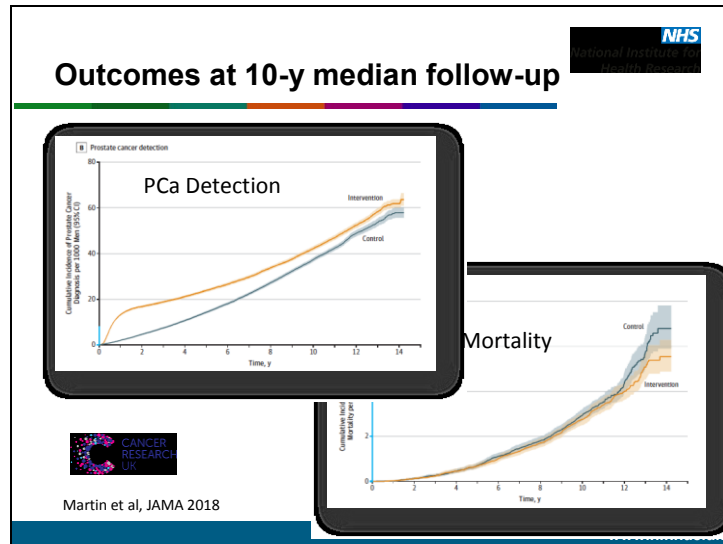 NHS
National Institute for
Health Research
Outcomes at 10-y median follow-up
B Prostate cancer detection
PCa Detection
Cumulative Incidence of Prostate Cancer
Diagnosis per 1000 Men (95% CI)
80
60
40
20
0
Intervention
Control
0 2 4 6 8 10 12 14
Time, y
Mortality
Cumulative
Mortality per
2
0
Control
Intervention
0 2 4 6 8 10 12 14
Time, y
CANCER
RESEARCH
UK
Martin et al, JAMA 2018